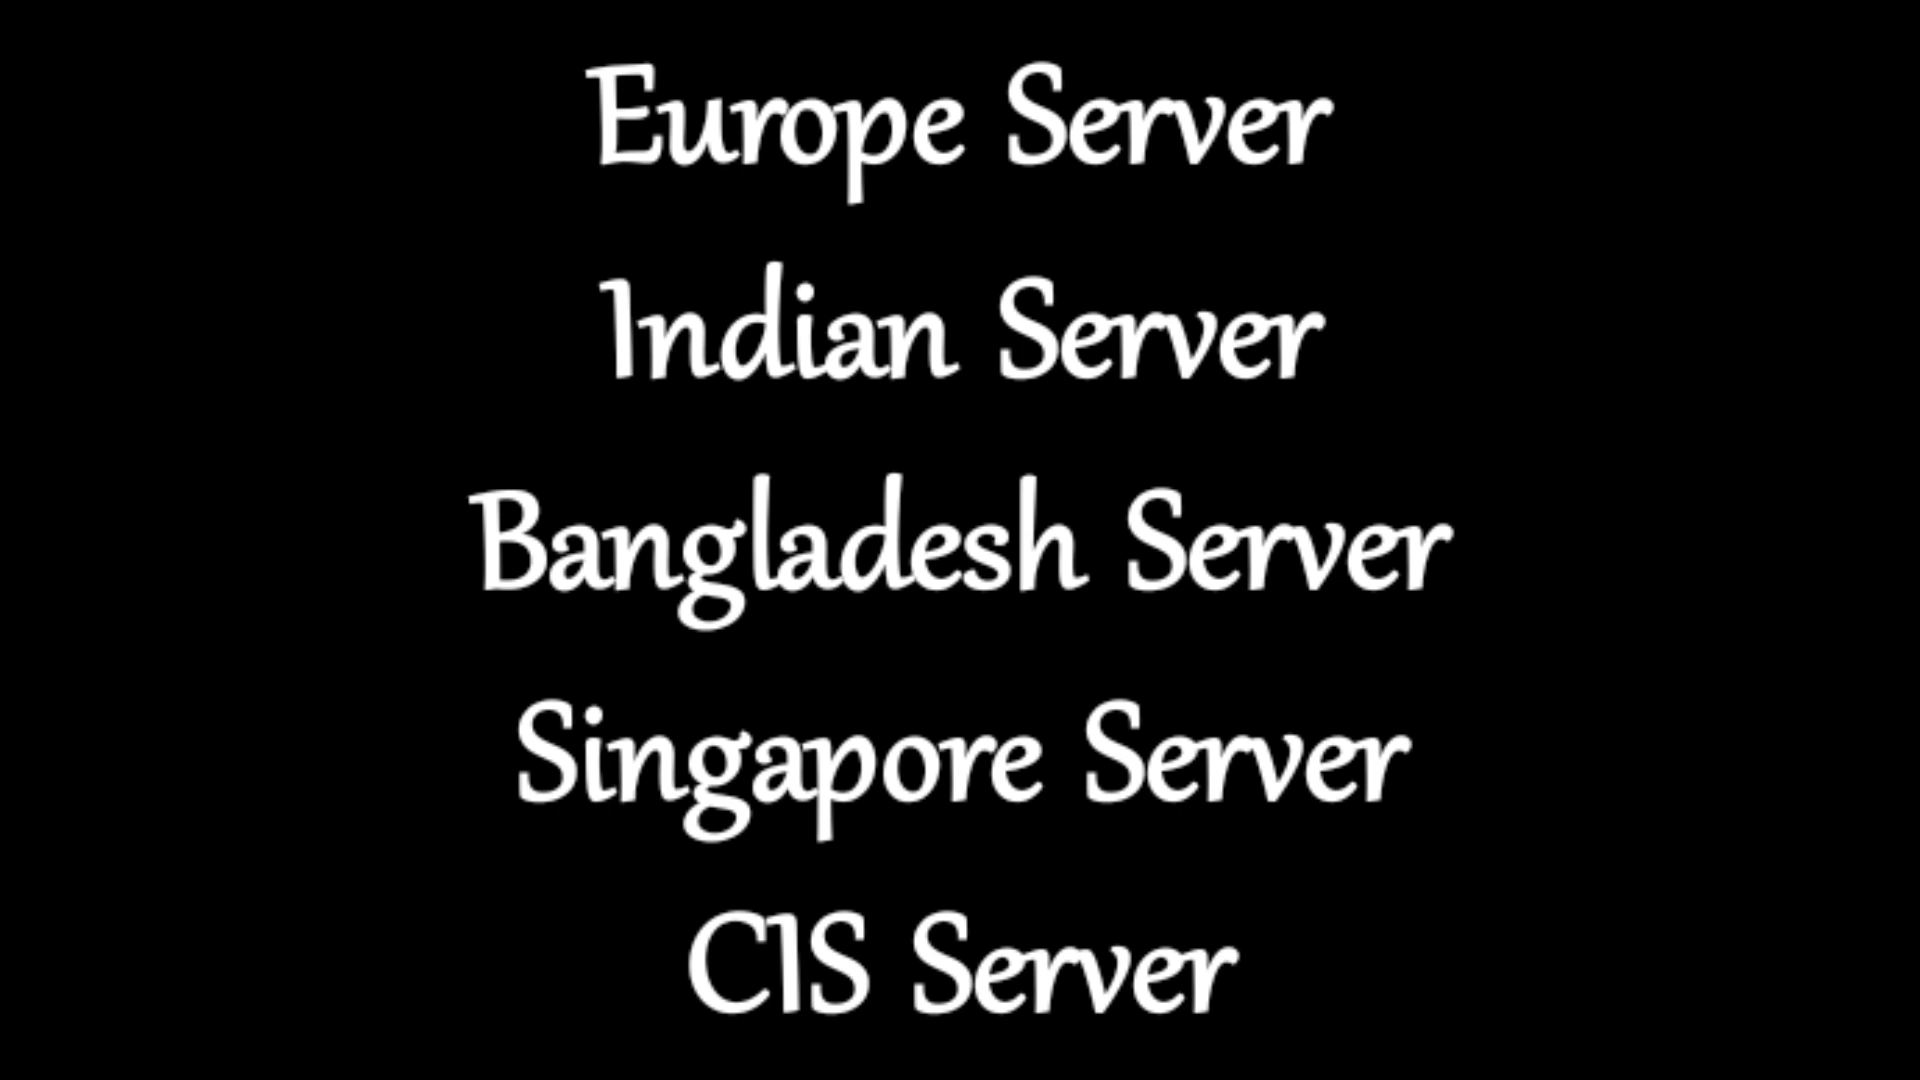 Europe Server
Indian Server
Bangladesh Server
Singapore Server
CIS Server